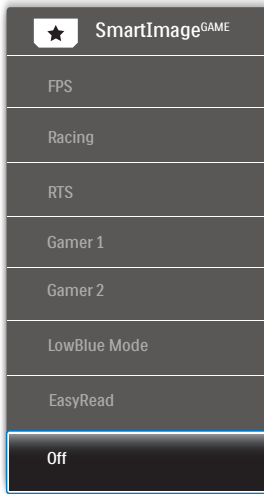 SmartImageGAME
FPS
Racing
RTS
Gamer 1
Gamer 2
LowBlue Mode
EasyRead
Off